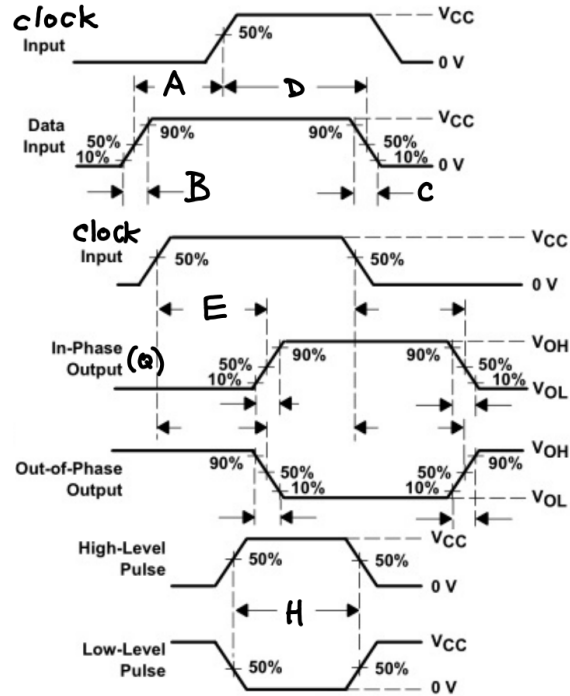 clock
Input
50%
VCC
0 V
A
D
Data
Input
50%
10%
90%
90%
50%
10%
VCC
0 V
B
C
clock
Input
50%
50%
VCC
0 V
E
In-Phase
Output
(Q)
50%
10%
90%
90%
50%
10%
VOH
VOL
Out-of-Phase
Output
90%
50%
10%
50%
10%
90%
VOH
VOL
High-Level
Pulse
50%
50%
VCC
0 V
H
Low-Level
Pulse
50%
50%
VCC
0 V